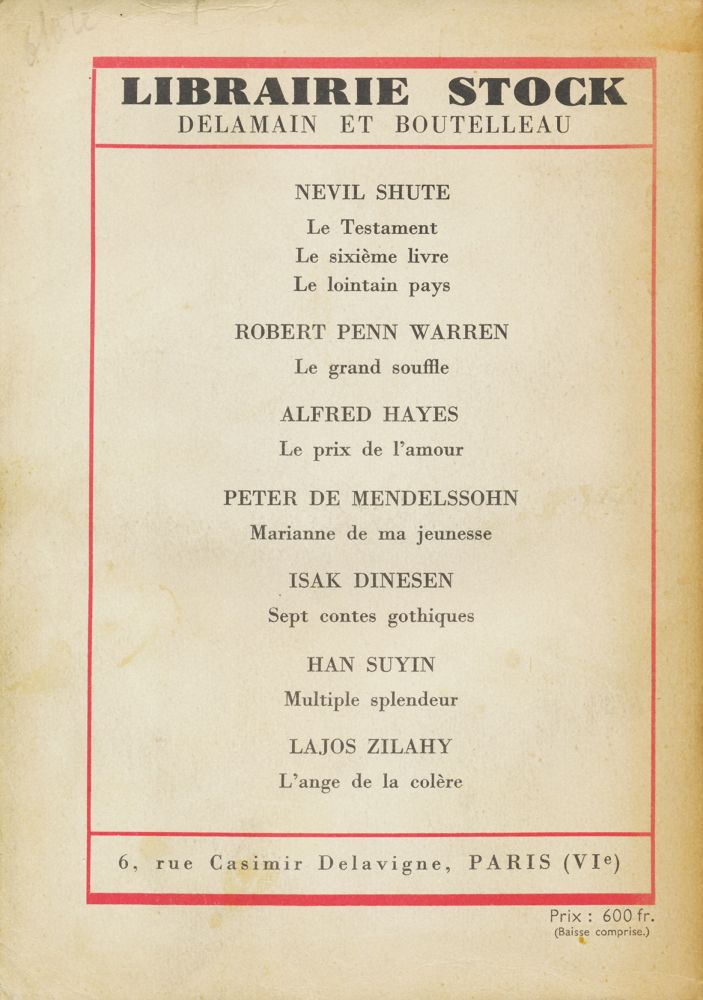 LIBRAIRIE STOCK
DELAMAIN ET BOUTELLEAU
NEVIL SHUTE
Le Testament
Le sixième livre
Le lointain pays
ROBERT PENN WARREN
Le grand souffle
ALFRED HAYES
Le prix de l'amour
PETER DE MENDELSSOHN
Marianne de ma jeunesse
ISAK DINESEN
Sept contes gothiques
HAN SUYIN
Multiple splendeur
LAJOS ZILAHY
L'ange de la colère
6, rue Casimir Delavigne, PARIS (VIe)
Prix : 600 fr.
(Baisse comprise.)